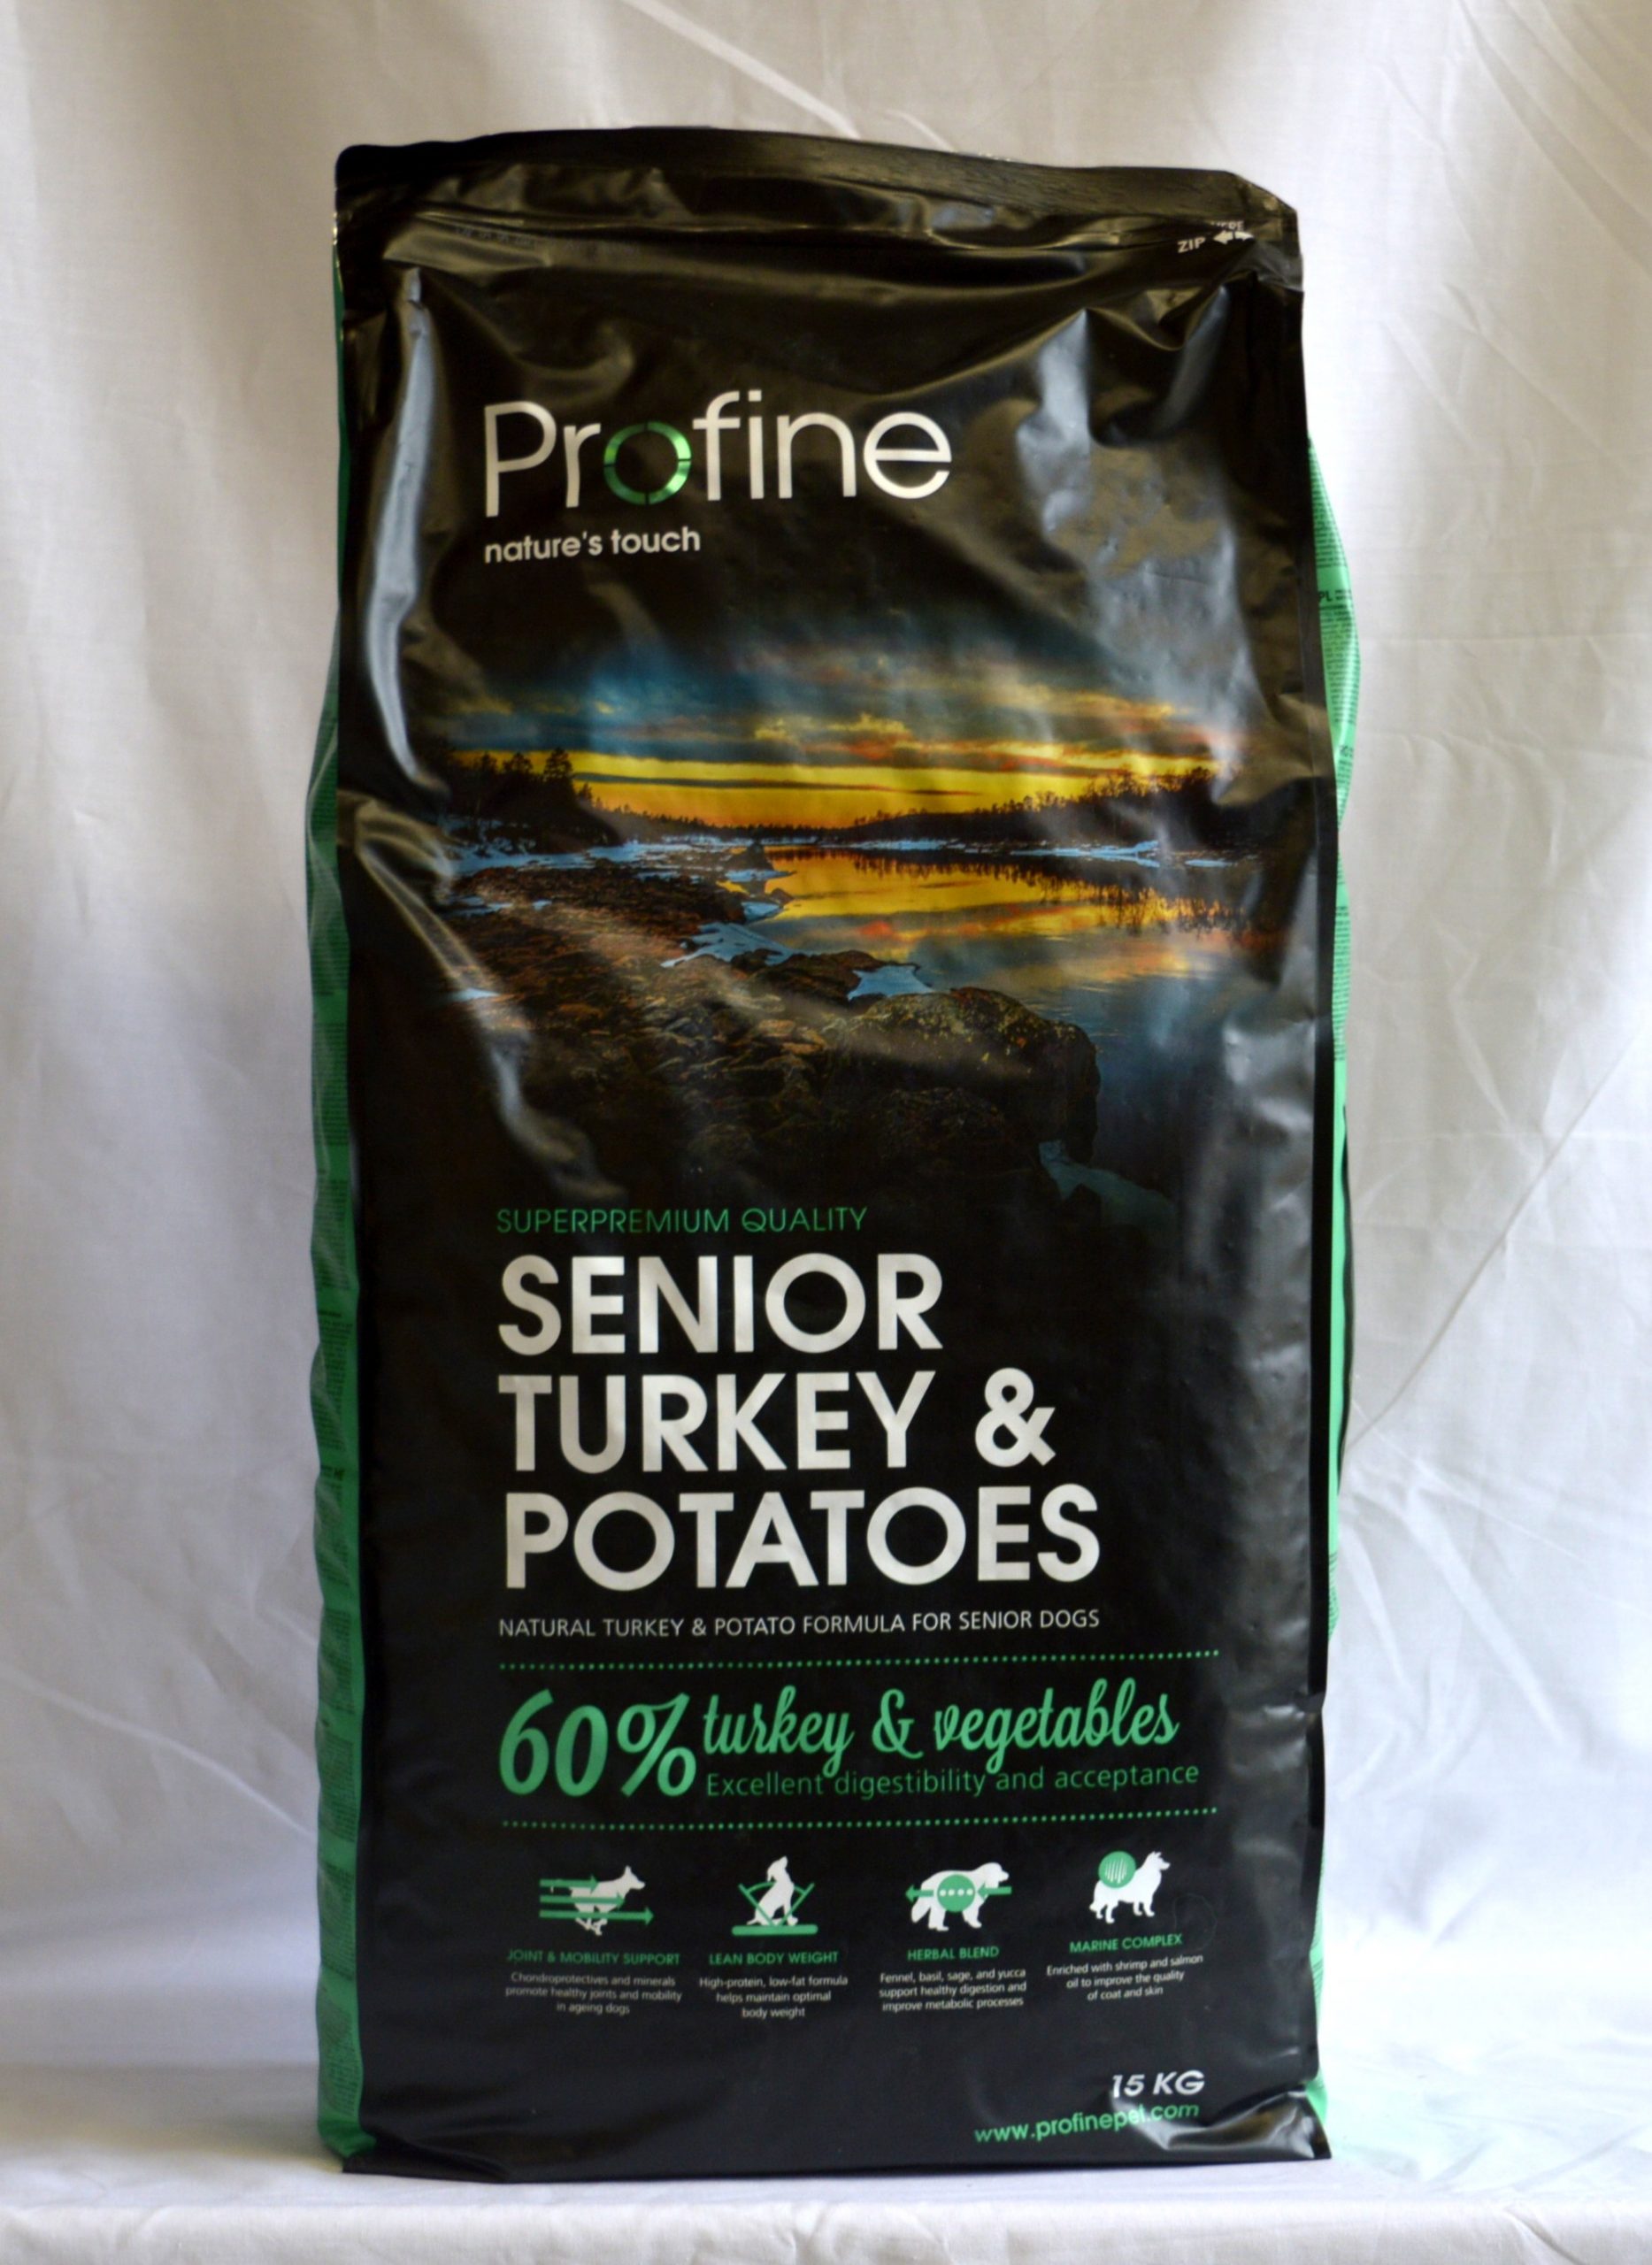 ZIP
Profine
nature's touch
SUPERPREMIUM QUALITY
SENIOR
TURKEY &
POTATOES
NATURAL TURKEY & POTATO FORMULA FOR SENIOR DOGS
60% turkey & vegetables
Excellent digestibility and acceptance
JOINT & MOBILITY SUPPORT
Chondroprotectives and minerals
promote healthy joints and mobility
in ageing dogs
LEAN BODY WEIGHT
High-protein, low-fat formula
helps maintain optimal
body weight
HERBAL BLEND
Fennel, basil, sage, and yucca
support healthy digestion and
improve metabolic processes
MARINE COMPLEX
Enriched with shrimp and salmon
oil to improve the quality
of coat and skin
15 KG
www.profinepet.com
PL